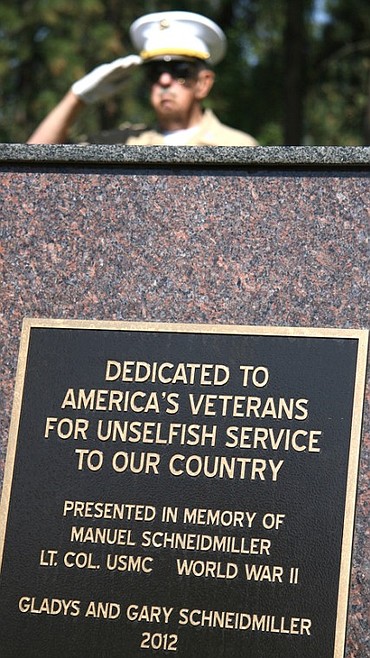 DEDICATED TO
AMERICA'S VETERANS
FOR UNSELFISH SERVICE
TO OUR COUNTRY
PRESENTED IN MEMORY OF
MANUEL SCHNEIDMILLER
LT. COL. USMC WORLD WAR II
GLADYS AND GARY SCHNEIDMILLER
2012